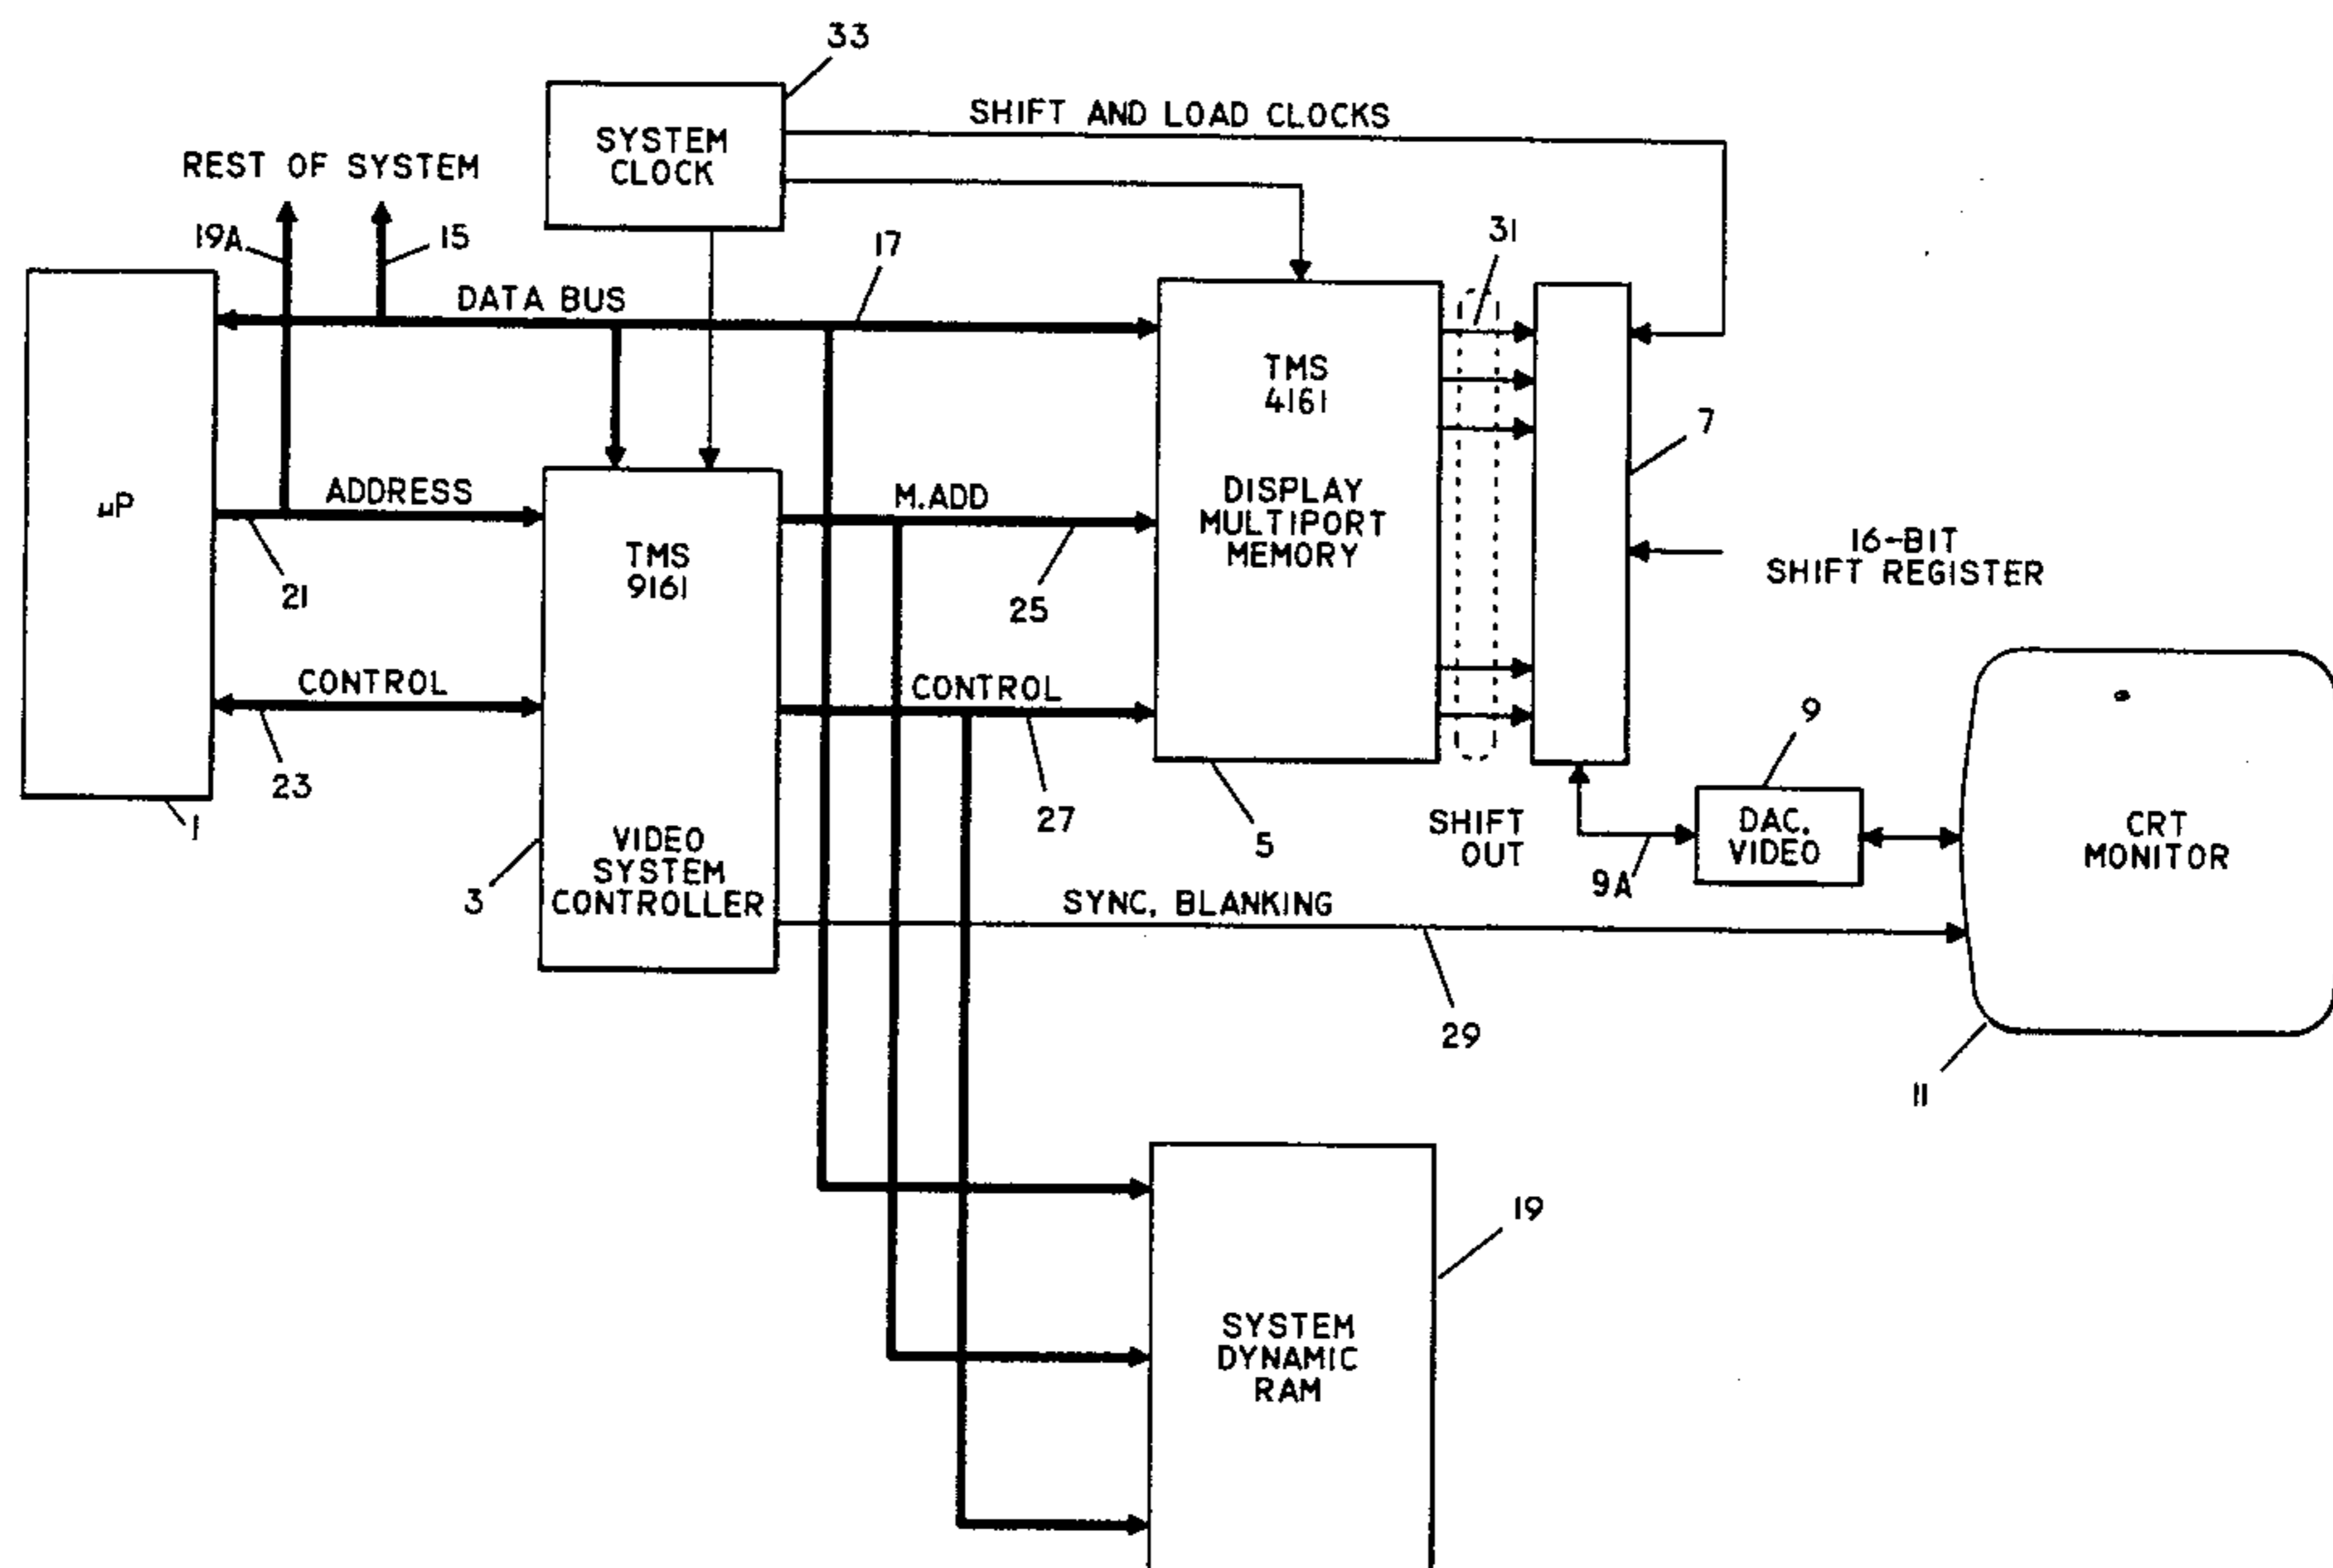 33
SHIFT AND LOAD CLOCKS
SYSTEM
CLOCK
REST OF SYSTEM
19A
15
17
31
DATA BUS
TMS
4161
7
µP
ADDRESS
M.ADD
DISPLAY
MULTIPORT
MEMORY
TMS
9161
16-BIT
SHIFT REGISTER
21
25
CONTROL
CONTROL
9
23
27
1
5
SHIFT
OUT
DAC.
VIDEO
CRT
MONITOR
VIDEO
SYSTEM
CONTROLLER
3
9A
SYNC, BLANKING
29
11
19
SYSTEM
DYNAMIC
RAM